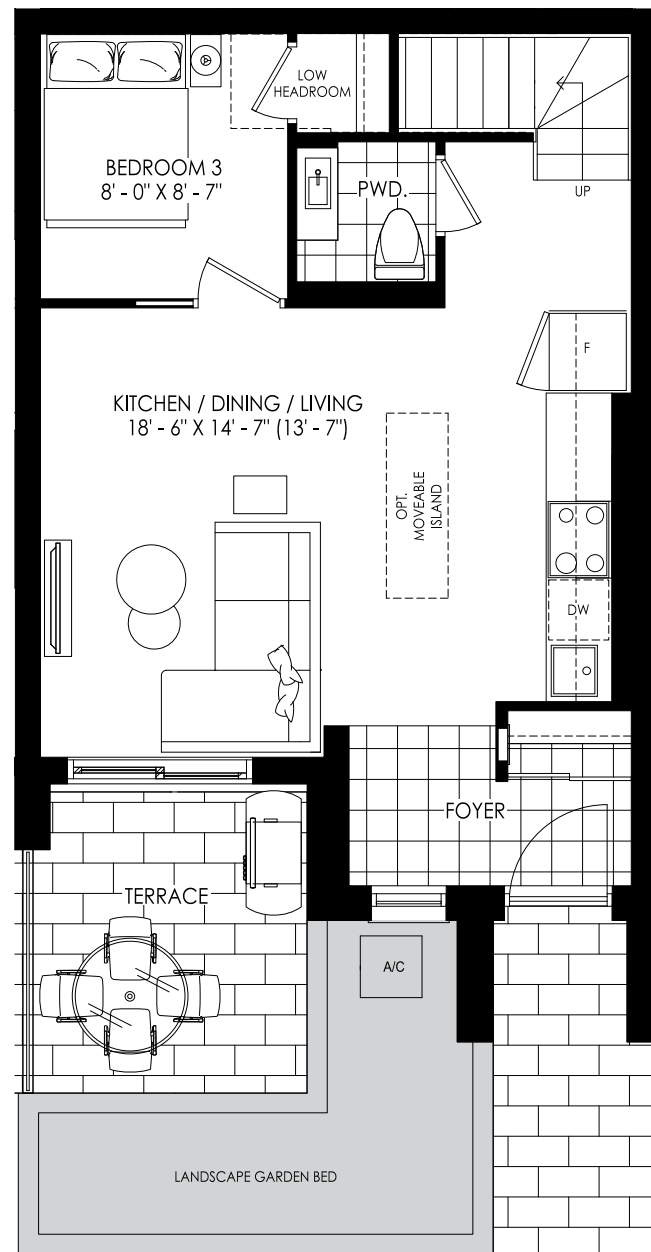 LOW
HEADROOM
BEDROOM 3
8' - 0" X 8' - 7"
PWD.
UP
F
KITCHEN / DINING / LIVING
18' - 6" X 14' - 7" (13' - 7")
OPT.
MOVEABLE
ISLAND
DW
FOYER
TERRACE
A/C
LANDSCAPE GARDEN BED